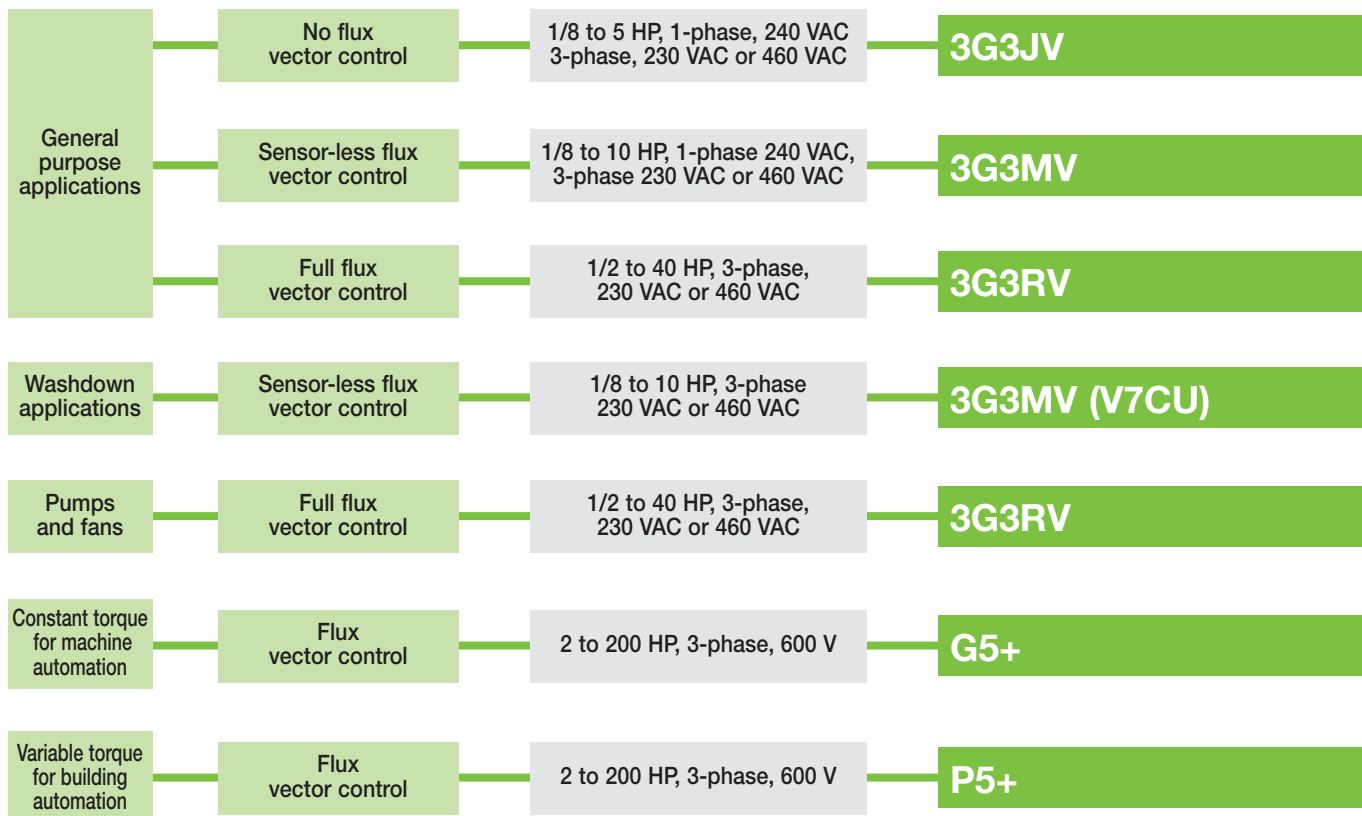 General
purpose
applications
No flux
vector control
1/8 to 5 HP, 1-phase, 240 VAC
3-phase, 230 VAC or 460 VAC
3G3JV
Sensor-less flux
vector control
1/8 to 10 HP, 1-phase 240 VAC,
3-phase 230 VAC or 460 VAC
3G3MV
Full flux
vector control
1/2 to 40 HP, 3-phase,
230 VAC or 460 VAC
3G3RV
Washdown
applications
Sensor-less flux
vector control
1/8 to 10 HP, 3-phase
230 VAC or 460 VAC
3G3MV (V7CU)
Pumps
and fans
Full flux
vector control
1/2 to 40 HP, 3-phase,
230 VAC or 460 VAC
3G3RV
Constant torque
for machine
automation
Flux
vector control
2 to 200 HP, 3-phase, 600 V
G5+
Variable torque
for building
automation
Flux
vector control
2 to 200 HP, 3-phase, 600 V
P5+